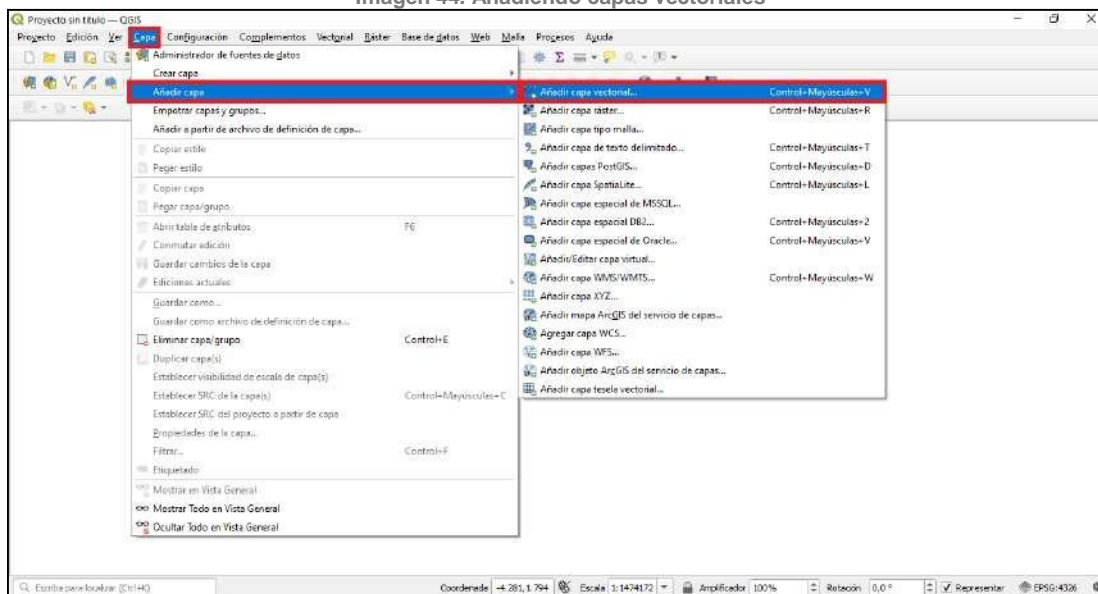 Imagen 44. Añadiendo capas vectoriales
Proyecto sin título — QGIS
Proyecto Edición Ver Capa Configuración Complementos Vectorial Ráster Base de datos Web Malla Procesos Ayuda
Administrador de fuentes de datos
Crear capa
Añadir capa
Empotrar capas y grupos...
Añadir a partir de archivo de definición de capa...
Copiar estilo
Pegar estilo
Copiar capa
Pegar capa/grupo
Abrir tabla de atributos F6
Conmutar edición
Guardar cambios de la capa
Ediciones actuales
Guardar como...
Guardar como archivo de definición de capa...
Eliminar capa/grupo Control+E
Duplicar capa(s)
Establecer visibilidad de escala de capa(s)
Establecer SRC de la capa(s) Control+Mayúsculas+C
Establecer SRC del proyecto a partir de capa
Propiedades de la capa...
Filtrar... Control+F
Etiquetado
Mostrar en Vista General
Mostrar Todo en Vista General
Ocultar Todo en Vista General
Añadir capa vectorial... Control+Mayúsculas+V
Añadir capa ráster... Control+Mayúsculas+R
Añadir capa tipo malla...
Añadir capa de texto delimitado... Control+Mayúsculas+T
Añadir capas PostGIS... Control+Mayúsculas+D
Añadir capa SpatiaLite... Control+Mayúsculas+L
Añadir capa espacial de MSSQL...
Añadir capa espacial DB2... Control+Mayúsculas+2
Añadir capa espacial de Oracle... Control+Mayúsculas+V
Añadir/Editar capa virtual...
Añadir capa WMS/WMTS... Control+Mayúsculas+W
Añadir capa XYZ...
Añadir mapa ArcGIS del servicio de capas...
Agregar capa WCS...
Añadir capa WFS...
Añadir objeto ArcGIS del servicio de capas...
Añadir capa tesela vectorial...
Escriba para localizar (Ctrl+K) Coordenada -4.281,1.794 Escala 1:1474172 Amplificador 100% Rotación 0,0 ° Representar EPSG:4326